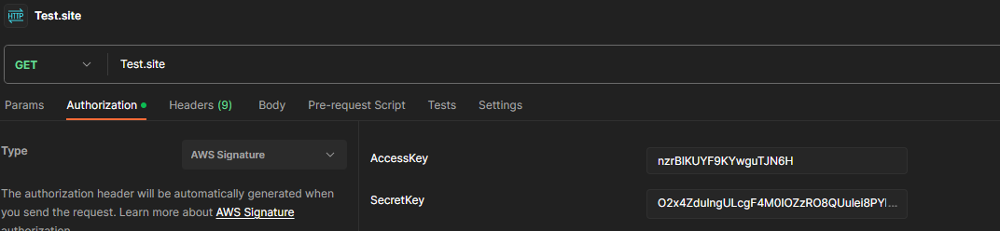 HTTP Test.site
GET Test.site
Params Authorization Headers (9) Body Pre-request Script Tests Settings
Type AWS Signature
AccessKey nzrBlKUYF9KYwguTJN6H
The authorization header will be automatically generated when
you send the request. Learn more about AWS Signature
authorization.
SecretKey O2x4ZdulngULcgF4M0lOZzRO8QUulei8PY...